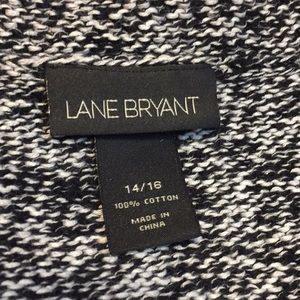 LANE BRYANT
14/16
100% COTTON
MADE IN
CHINA